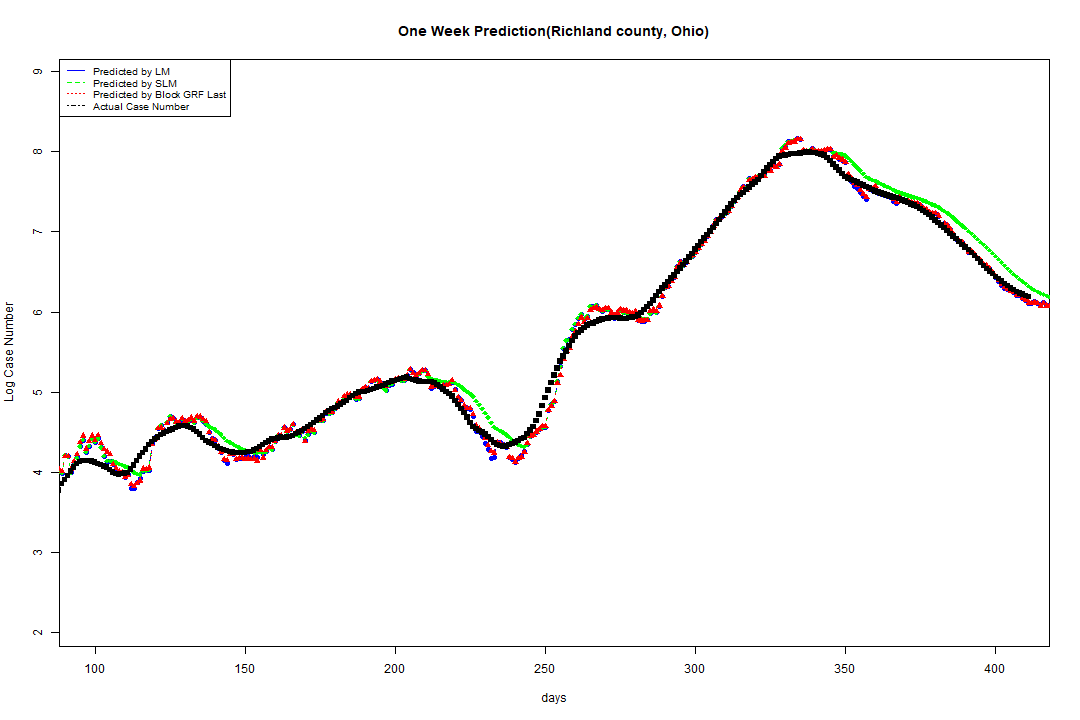 One Week Prediction(Richland county, Ohio)
Predicted by LM
Predicted by SLM
Predicted by Block GRF Last
Actual Case Number
9
8
7
6
5
4
3
2
Log Case Number
100 150 200 250 300 350 400
days